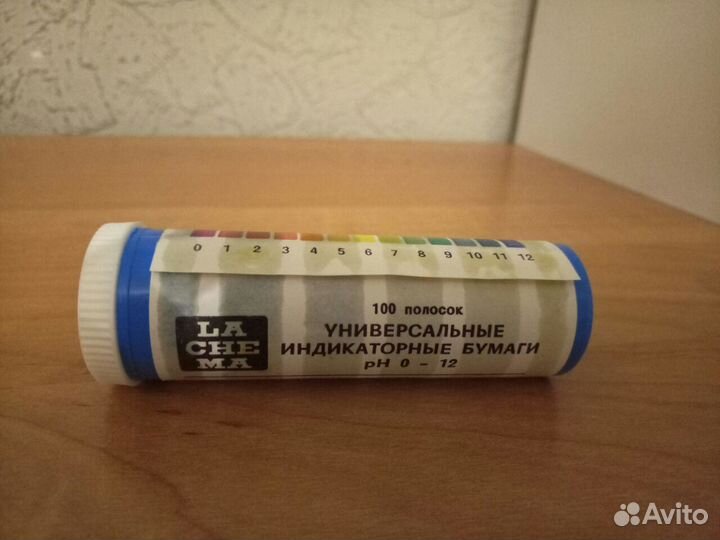 0 1 2 3 4 5 6 7 8 9 10 11 12
100 полосок
LA
CHE
MA
УНИВЕРСАЛЬНЫЕ
ИНДИКАТОРНЫЕ БУМАГИ
pH 0 - 12
Avito